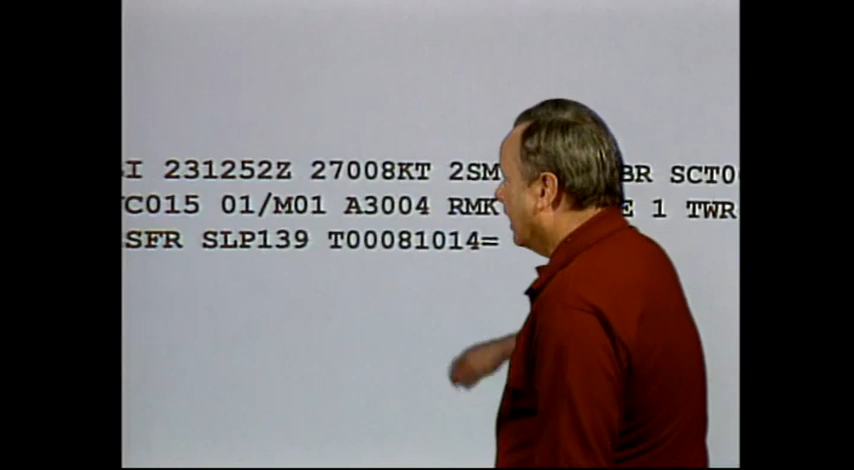 I 231252Z 27008KT 2SM BR SCT0
C015 01/M01 A3004 RMK E 1 TWR
SFR SLP139 T00081014=